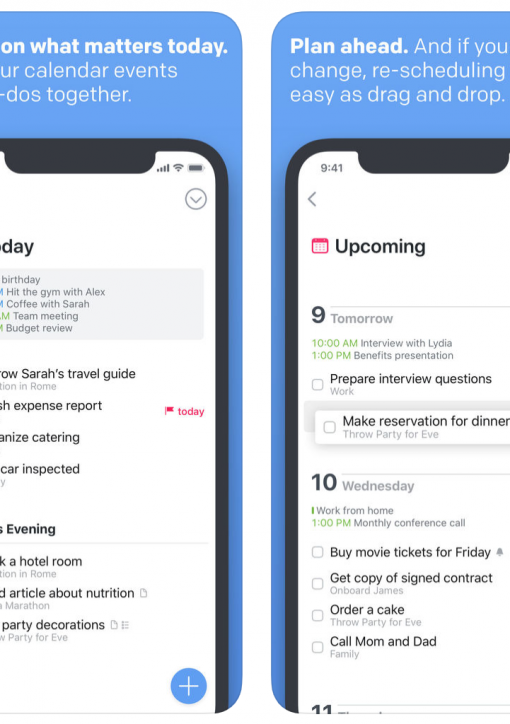 on what matters today.
ur calendar events
-dos together.
day
birthday
M Hit the gym with Alex
M Coffee with Sarah
AM Team meeting
M Budget review
row Sarah's travel guide
tion in Rome
sh expense report
today
anize catering
car inspected
y
s Evening
k a hotel room
tion in Rome
d article about nutrition
a Marathon
party decorations
w Party for Eve
Plan ahead. And if you
change, re-scheduling
easy as drag and drop.
9:41
Upcoming
9 Tomorrow
10:00 AM Interview with Lydia
1:00 PM Benefits presentation
Prepare interview questions
Work
Make reservation for dinner
Throw Party for Eve
10 Wednesday
Work from home
1:00 PM Monthly conference call
Buy movie tickets for Friday
Get copy of signed contract
Onboard James
Order a cake
Throw Party for Eve
Call Mom and Dad
Family
11